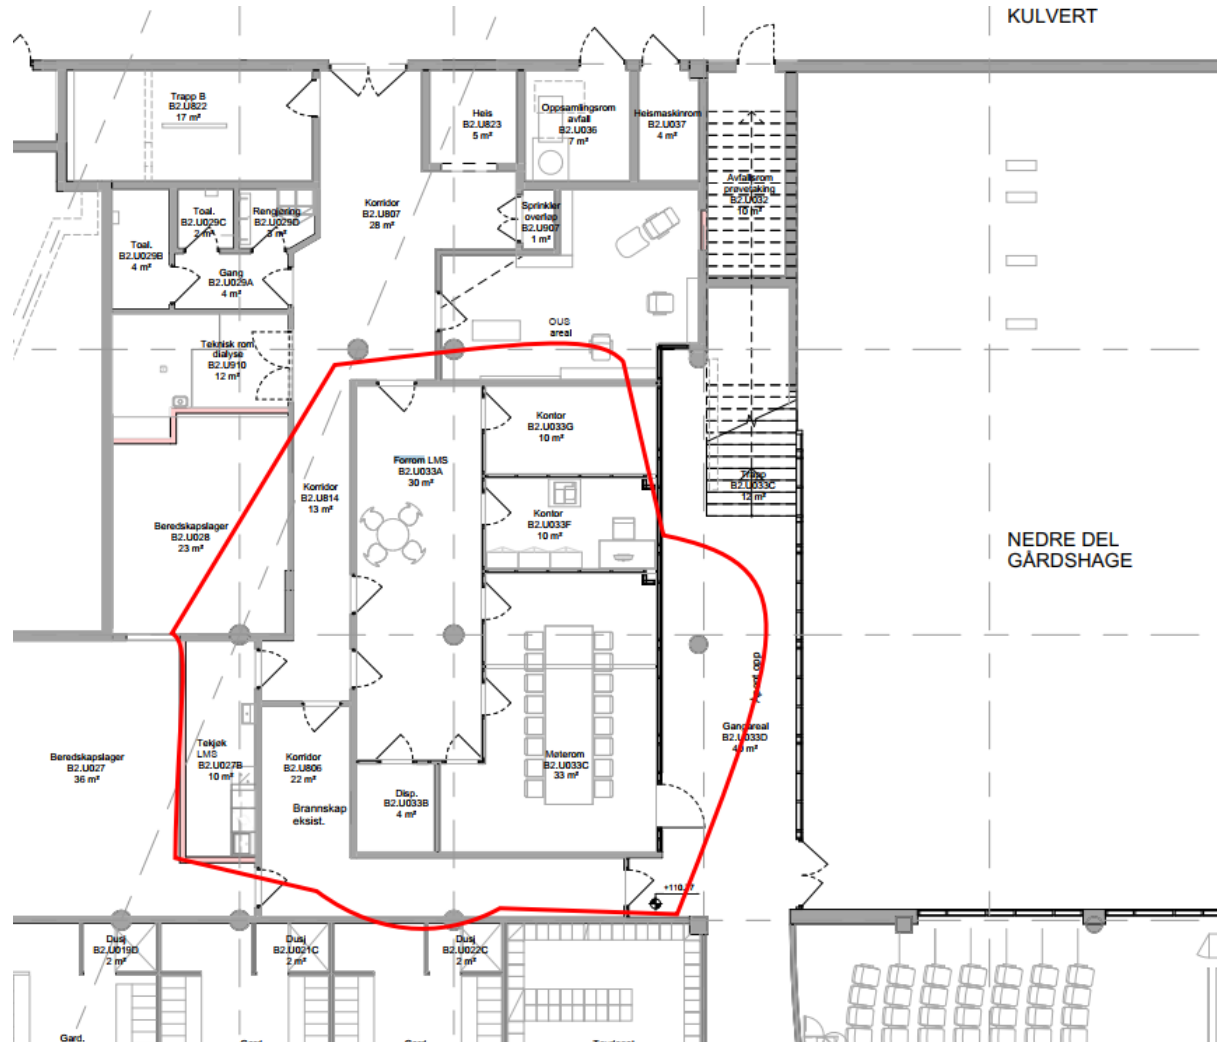 KULVERT
Trapp B
B2.U822
17 m²
Heis
B2.U823
5 m²
Oppsamlingsrom
avfall
B2.U036
7 m²
Heismaskinrom
B2.U037
4 m²
Avfallsrom
prøvetaking
B2.U032
10 m²
Toal.
B2.U029C
2 m²
Rengjøring
B2.U029D
3 m²
Korridor
B2.U807
28 m²
Sprinkler
overløp
B2.U907
1 m²
Toal.
B2.U029B
4 m²
Gang
B2.U029A
4 m²
OUS
areal
Teknisk rom
dialyse
B2.U910
12 m²
Kontor
B2.U033G
10 m²
Forrom LMS
B2.U033A
30 m²
Trapp
B2.U033C
12 m²
Korridor
B2.U814
13 m²
Kontor
B2.U033F
10 m²
Beredskapslager
B2.U028
23 m²
NEDRE DEL
GÅRDSHAGE
opp
Gangareal
B2.U033D
m²
Tekjøk
LMS
B2.U027B
10 m²
Beredskapslager
B2.U027
36 m²
Korridor
B2.U806
22 m²
Møterom
B2.U033C
33 m²
Disp.
B2.U033B
4 m²
Brannskap
eksist.
Dusj
B2.U019D
2 m²
Dusj
B2.U021C
2 m²
Dusj
B2.U022C
2 m²
Gard.